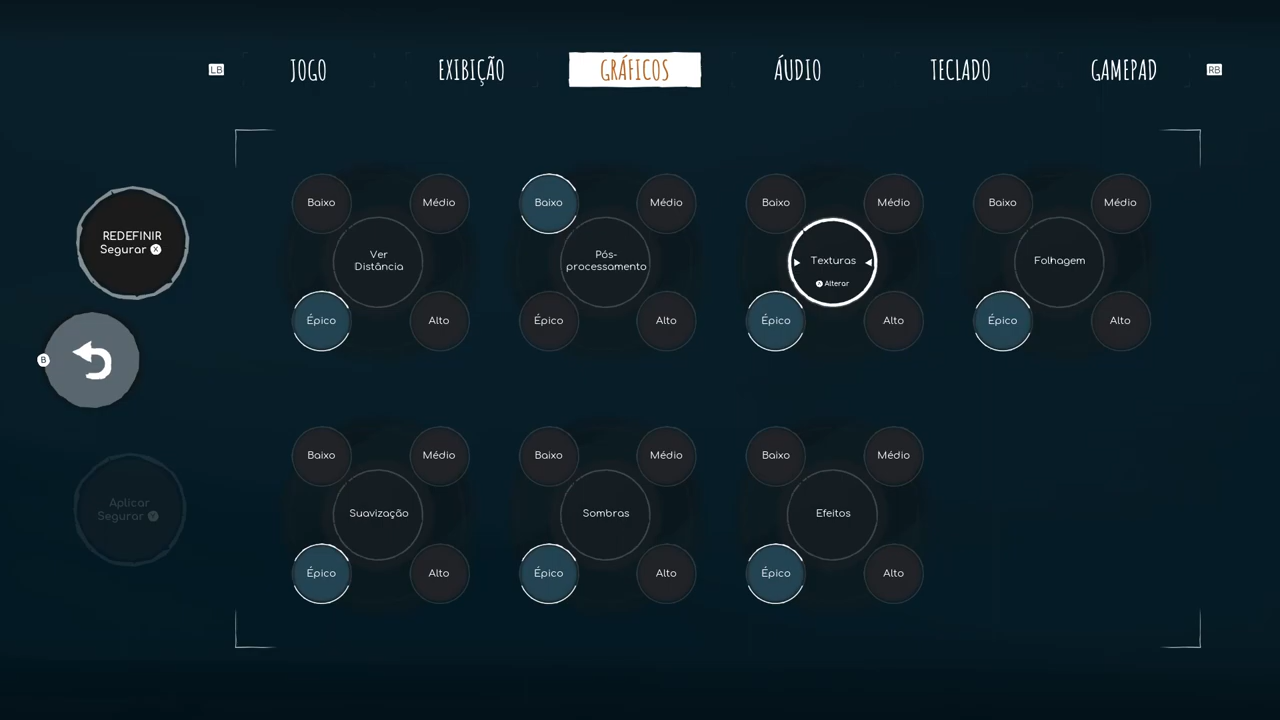 LB
JOGO
EXIBIÇÃO
GRÁFICOS
ÁUDIO
TECLADO
GAMEPAD
RB
REDEFINIR
Segurar X
B
Aplicar
Segurar Y
Baixo
Médio
Ver
Distância
Épico
Alto
Baixo
Médio
Pós-
processamento
Épico
Alto
Baixo
Médio
Texturas
A Alterar
Épico
Alto
Baixo
Médio
Folhagem
Épico
Alto
Baixo
Médio
Suavização
Épico
Alto
Baixo
Médio
Sombras
Épico
Alto
Baixo
Médio
Efeitos
Épico
Alto